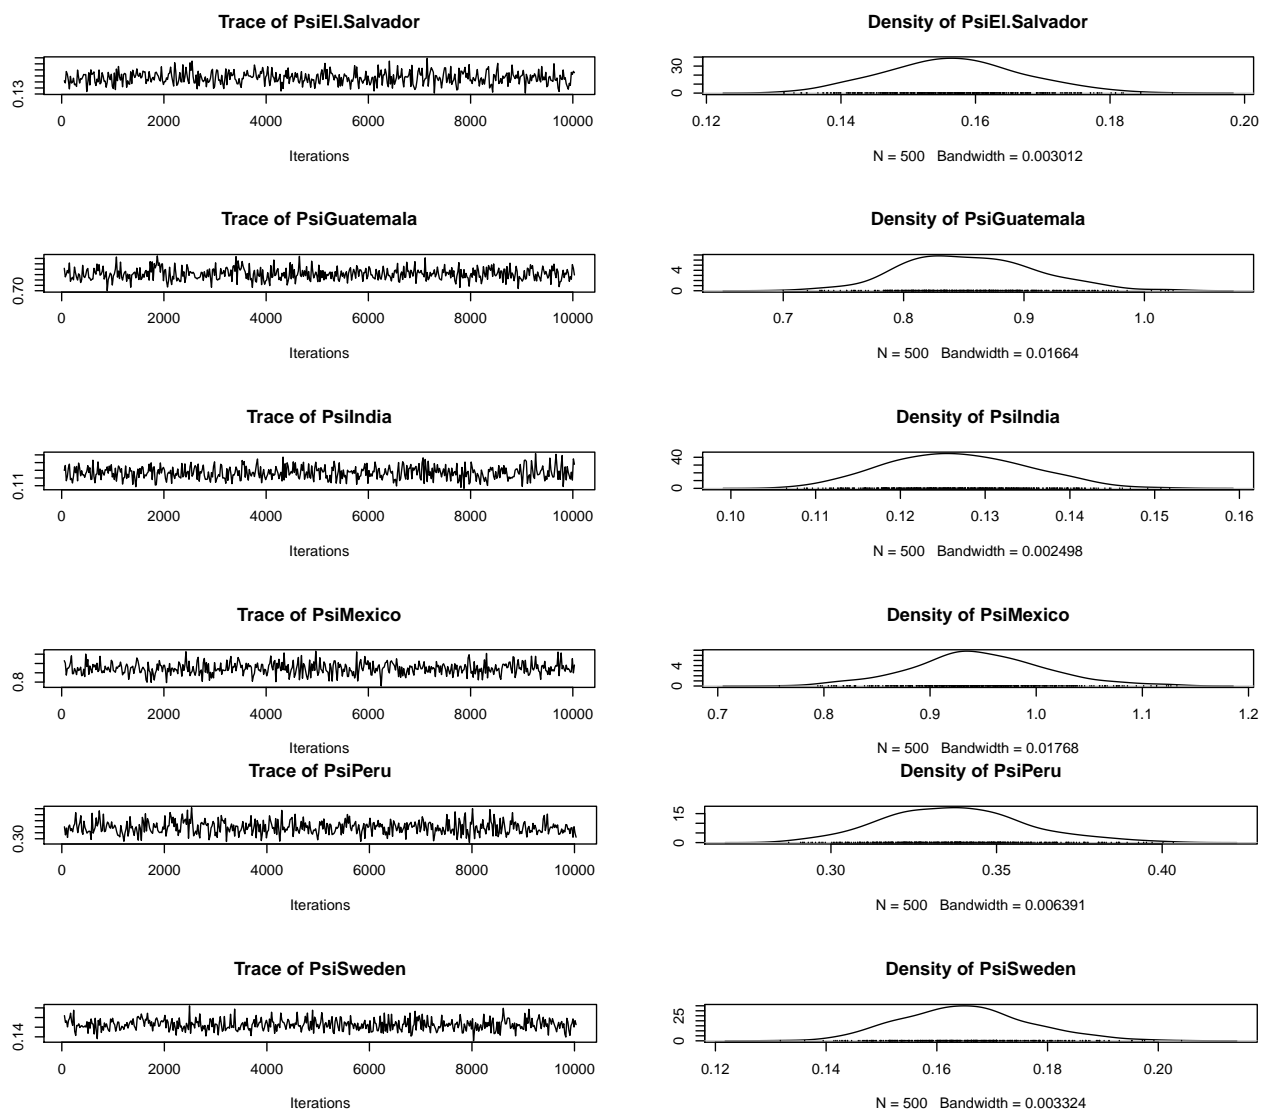 Trace of PsiEl.Salvador
Density of PsiEl.Salvador
0.13
0 2000 4000 6000 8000 10000
Iterations
0 30
0.12 0.14 0.16 0.18 0.20
N = 500 Bandwidth = 0.003012
Trace of PsiGuatemala
Density of PsiGuatemala
0.70
0 2000 4000 6000 8000 10000
Iterations
0 4
0.7 0.8 0.9 1.0
N = 500 Bandwidth = 0.01664
Trace of PsiIndia
Density of PsiIndia
0.11
0 2000 4000 6000 8000 10000
Iterations
0 40
0.10 0.11 0.12 0.13 0.14 0.15 0.16
N = 500 Bandwidth = 0.002498
Trace of PsiMexico
Density of PsiMexico
0.8
0 2000 4000 6000 8000 10000
Iterations
0 4
0.7 0.8 0.9 1.0 1.1 1.2
N = 500 Bandwidth = 0.01768
Trace of PsiPeru
Density of PsiPeru
0.30
0 2000 4000 6000 8000 10000
Iterations
0 15
0.30 0.35 0.40
N = 500 Bandwidth = 0.006391
Trace of PsiSweden
Density of PsiSweden
0.14
0 2000 4000 6000 8000 10000
Iterations
0 25
0.12 0.14 0.16 0.18 0.20
N = 500 Bandwidth = 0.003324